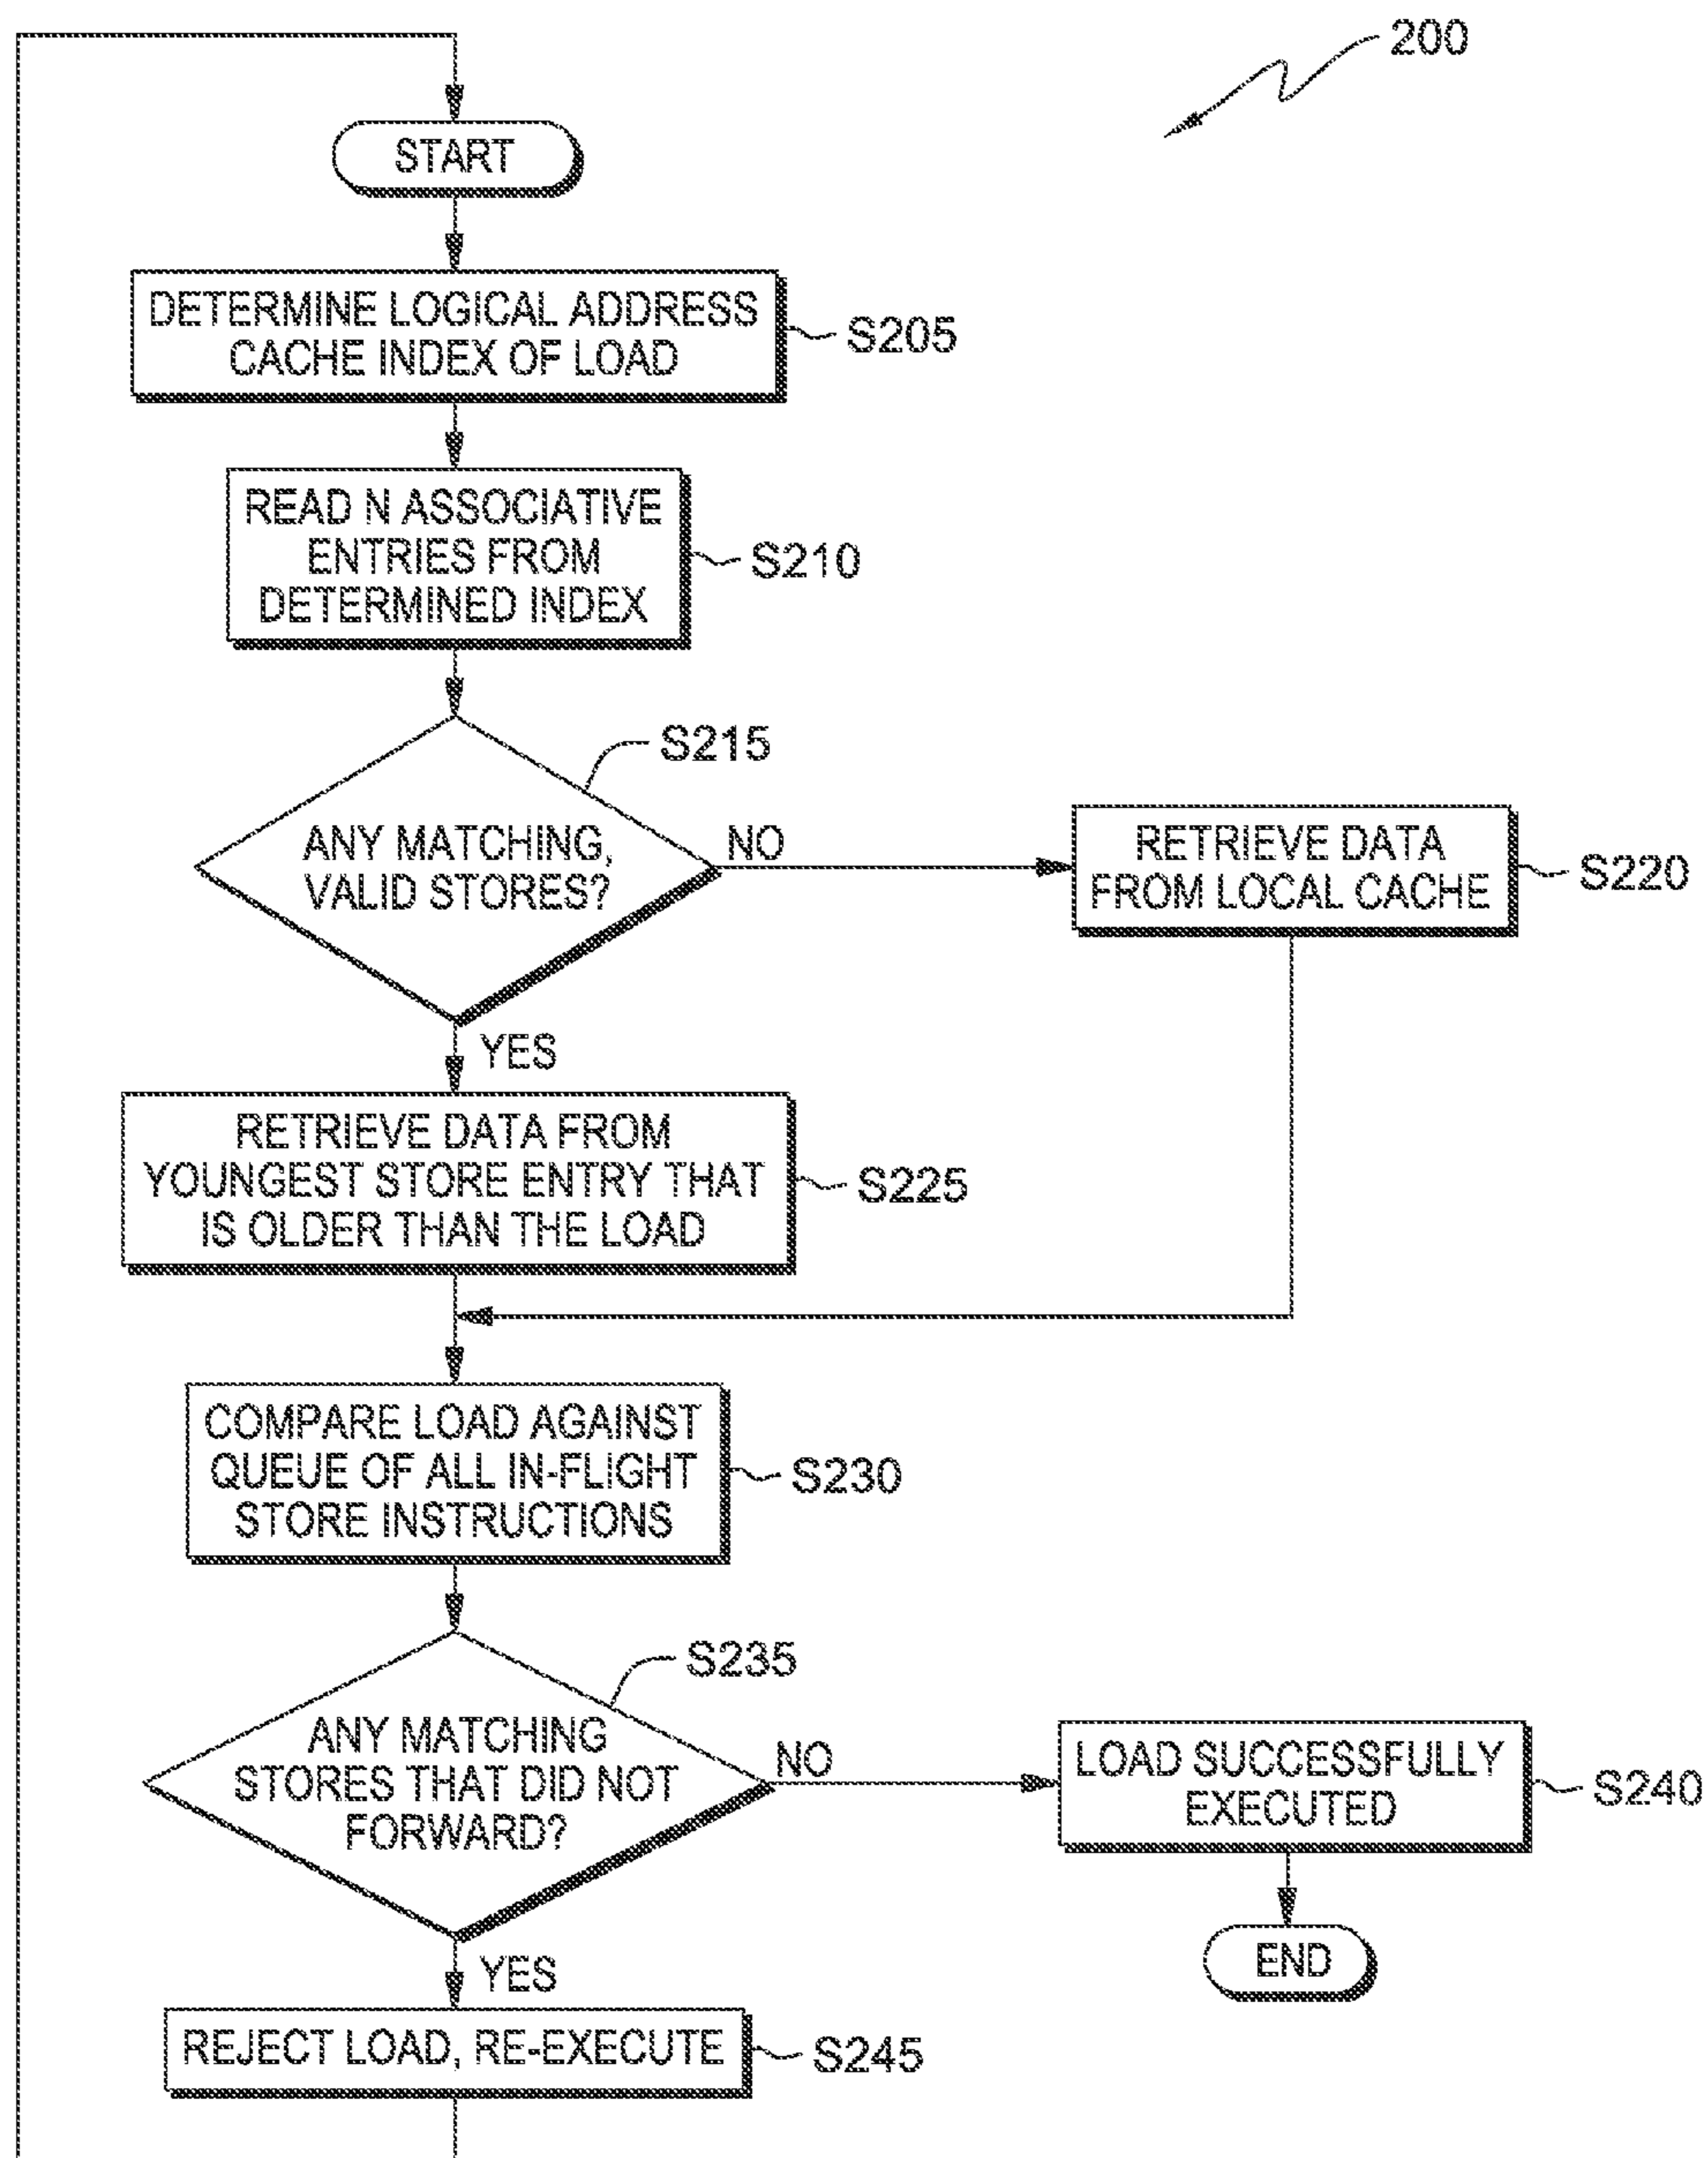 200
START
DETERMINE LOGICAL ADDRESS
CACHE INDEX OF LOAD
S205
READ N ASSOCIATIVE
ENTRIES FROM
DETERMINED INDEX
S210
S215
ANY MATCHING,
VALID STORES?
NO
RETRIEVE DATA
FROM LOCAL CACHE
S220
YES
RETRIEVE DATA FROM
YOUNGEST STORE ENTRY THAT
IS OLDER THAN THE LOAD
S225
COMPARE LOAD AGAINST
QUEUE OF ALL IN-FLIGHT
STORE INSTRUCTIONS
S230
S235
ANY MATCHING
STORES THAT DID NOT
FORWARD?
NO
LOAD SUCCESSFULLY
EXECUTED
S240
END
YES
REJECT LOAD, RE-EXECUTE
S245